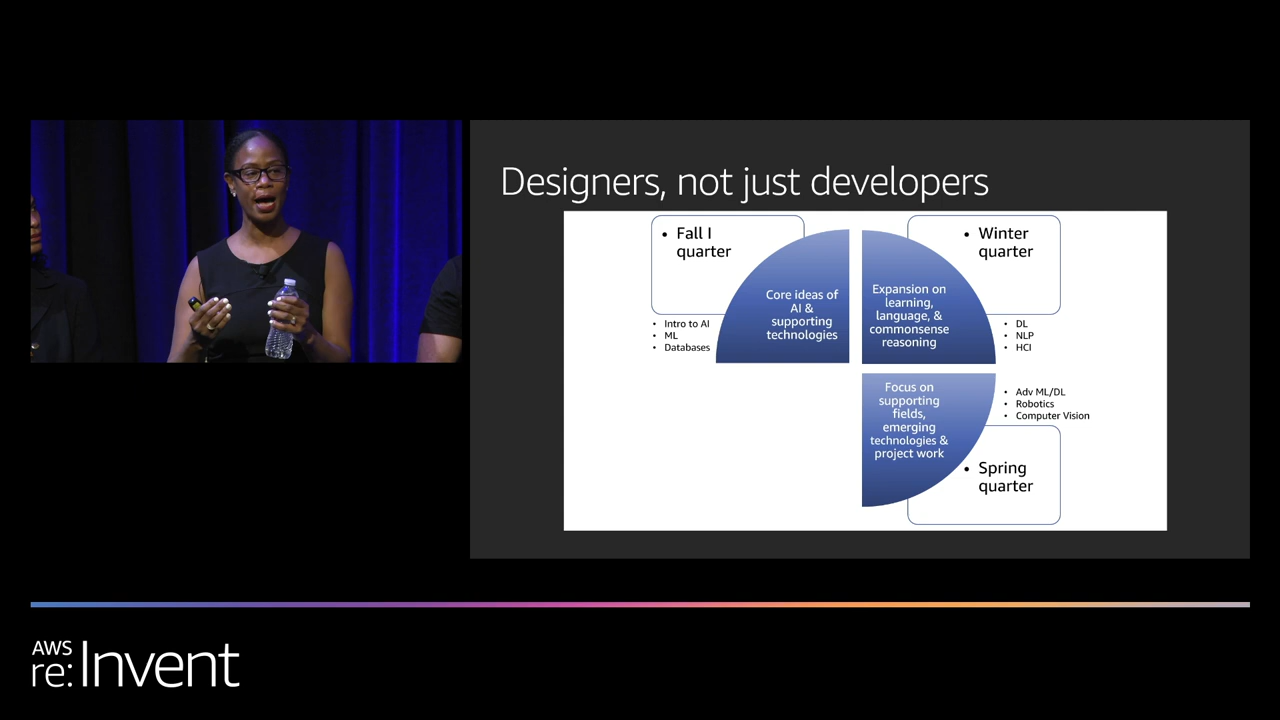 Designers, not just developers
• Fall I
quarter
Core ideas of
AI &
supporting
technologies
• Intro to AI
• ML
• Databases
• Winter
quarter
Expansion on
learning,
language, &
commonsense
reasoning
• DL
• NLP
• HCI
Focus on
supporting
fields,
emerging
technologies &
project work
• Adv ML/DL
• Robotics
• Computer Vision
• Spring
quarter
AWS
re:Invent